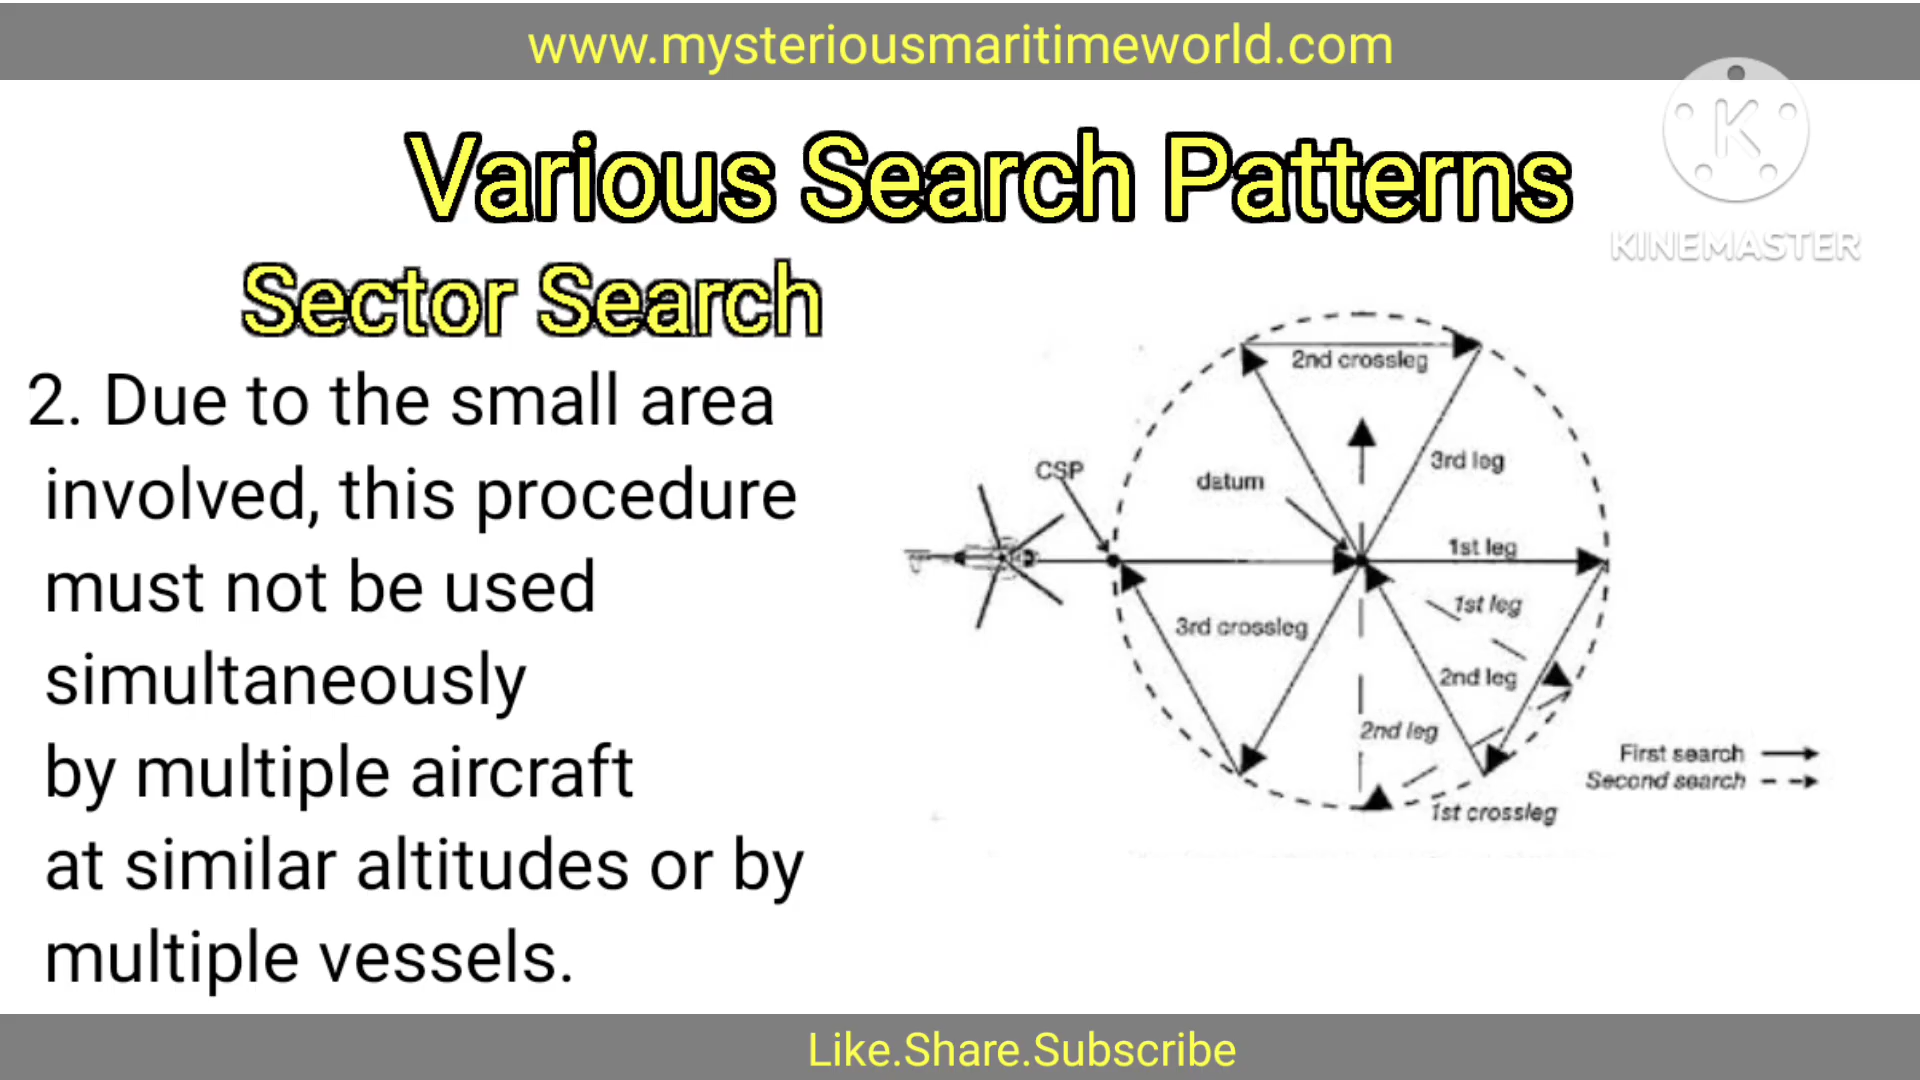 www.mysteriousmaritimeworld.com
Various Search Patterns
K
KINEMASTER
Sector Search
2. Due to the small area
involved, this procedure
must not be used
simultaneously
by multiple aircraft
at similar altitudes or by
multiple vessels.
2nd crossleg
CSP
datum
3rd leg
1st leg
1st leg
3rd crossleg
2nd leg
2nd leg
1st crossleg
First search
Second search
Like.Share.Subscribe